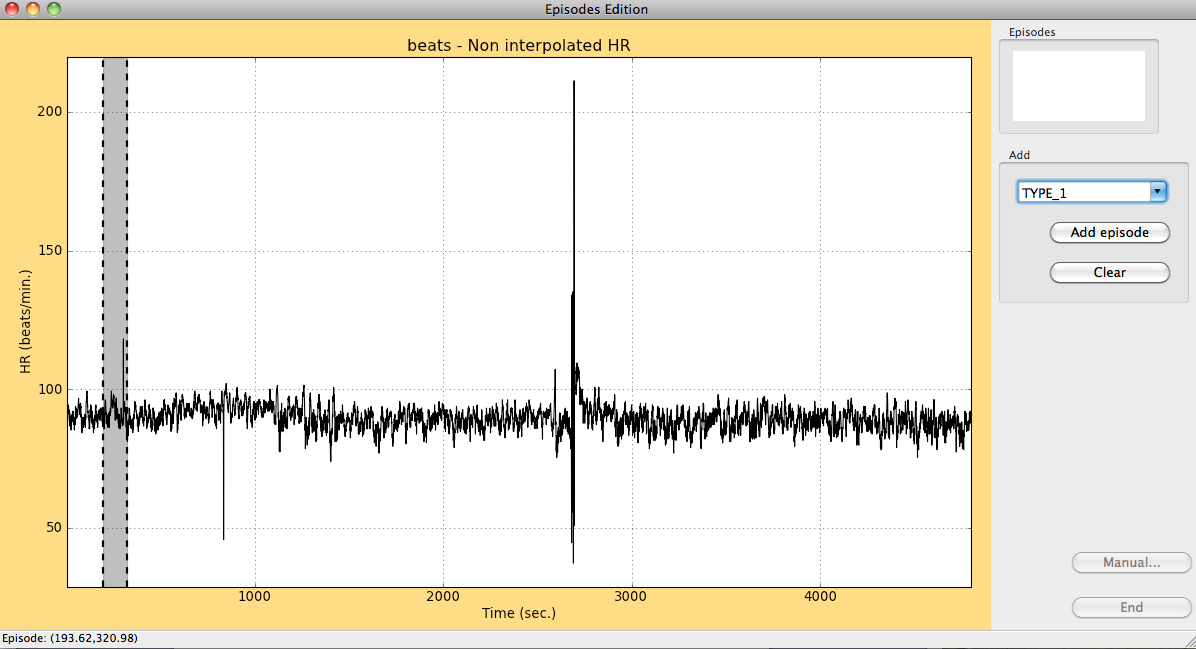 Episodes Edition
beats - Non interpolated HR
200
150
100
50
HR (beats/min.)
1000
2000
3000
4000
Time (sec.)
Episodes
Add
TYPE_1
Add episode
Clear
Manual...
End
Episode: (193.62,320.98)